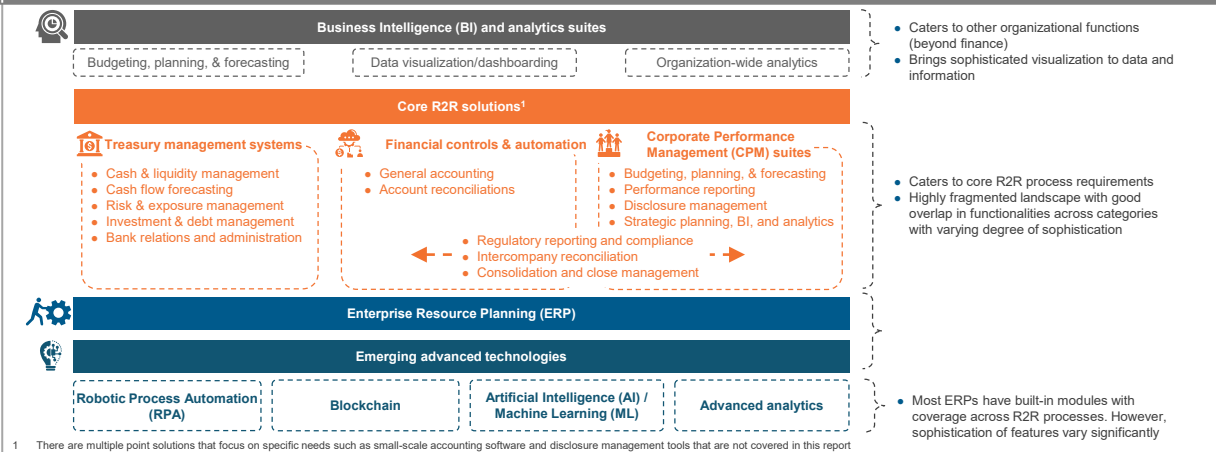 Business Intelligence (BI) and analytics suites
Budgeting, planning, & forecasting
Data visualization/dashboarding
Organization-wide analytics
● Caters to other organizational functions
(beyond finance)
● Brings sophisticated visualization to data and
information
Core R2R solutions¹
Treasury management systems
● Cash & liquidity management
● Cash flow forecasting
● Risk & exposure management
● Investment & debt management
● Bank relations and administration
Financial controls & automation
● General accounting
● Account reconciliations
Corporate Performance
Management (CPM) suites
● Budgeting, planning, & forecasting
● Performance reporting
● Disclosure management
● Strategic planning, BI, and analytics
● Regulatory reporting and compliance
● Intercompany reconciliation
● Consolidation and close management
● Caters to core R2R process requirements
● Highly fragmented landscape with good
overlap in functionalities across categories
with varying degree of sophistication
Enterprise Resource Planning (ERP)
Emerging advanced technologies
Robotic Process Automation
(RPA)
Blockchain
Artificial Intelligence (AI) /
Machine Learning (ML)
Advanced analytics
● Most ERPs have built-in modules with
coverage across R2R processes. However,
sophistication of features vary significantly
1 There are multiple point solutions that focus on specific needs such as small-scale accounting software and disclosure management tools that are not covered in this report